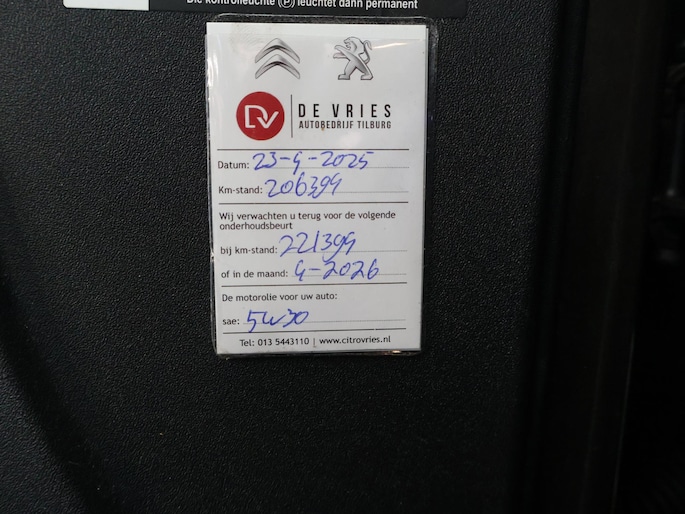 Die Kontrolleuchte (P) leuchtet dann permanent
DV
DE VRIES
AUTOBEDRIJF TILBURG
Datum: 23-4-2025
Km-stand: 206399
Wij verwachten u terug voor de volgende
onderhoudsbeurt
bij km-stand: 221399
of in de maand: 4-2026
De motorolie voor uw auto:
sae: 5W30
Tel: 013 5443110 | www.citrovries.nl